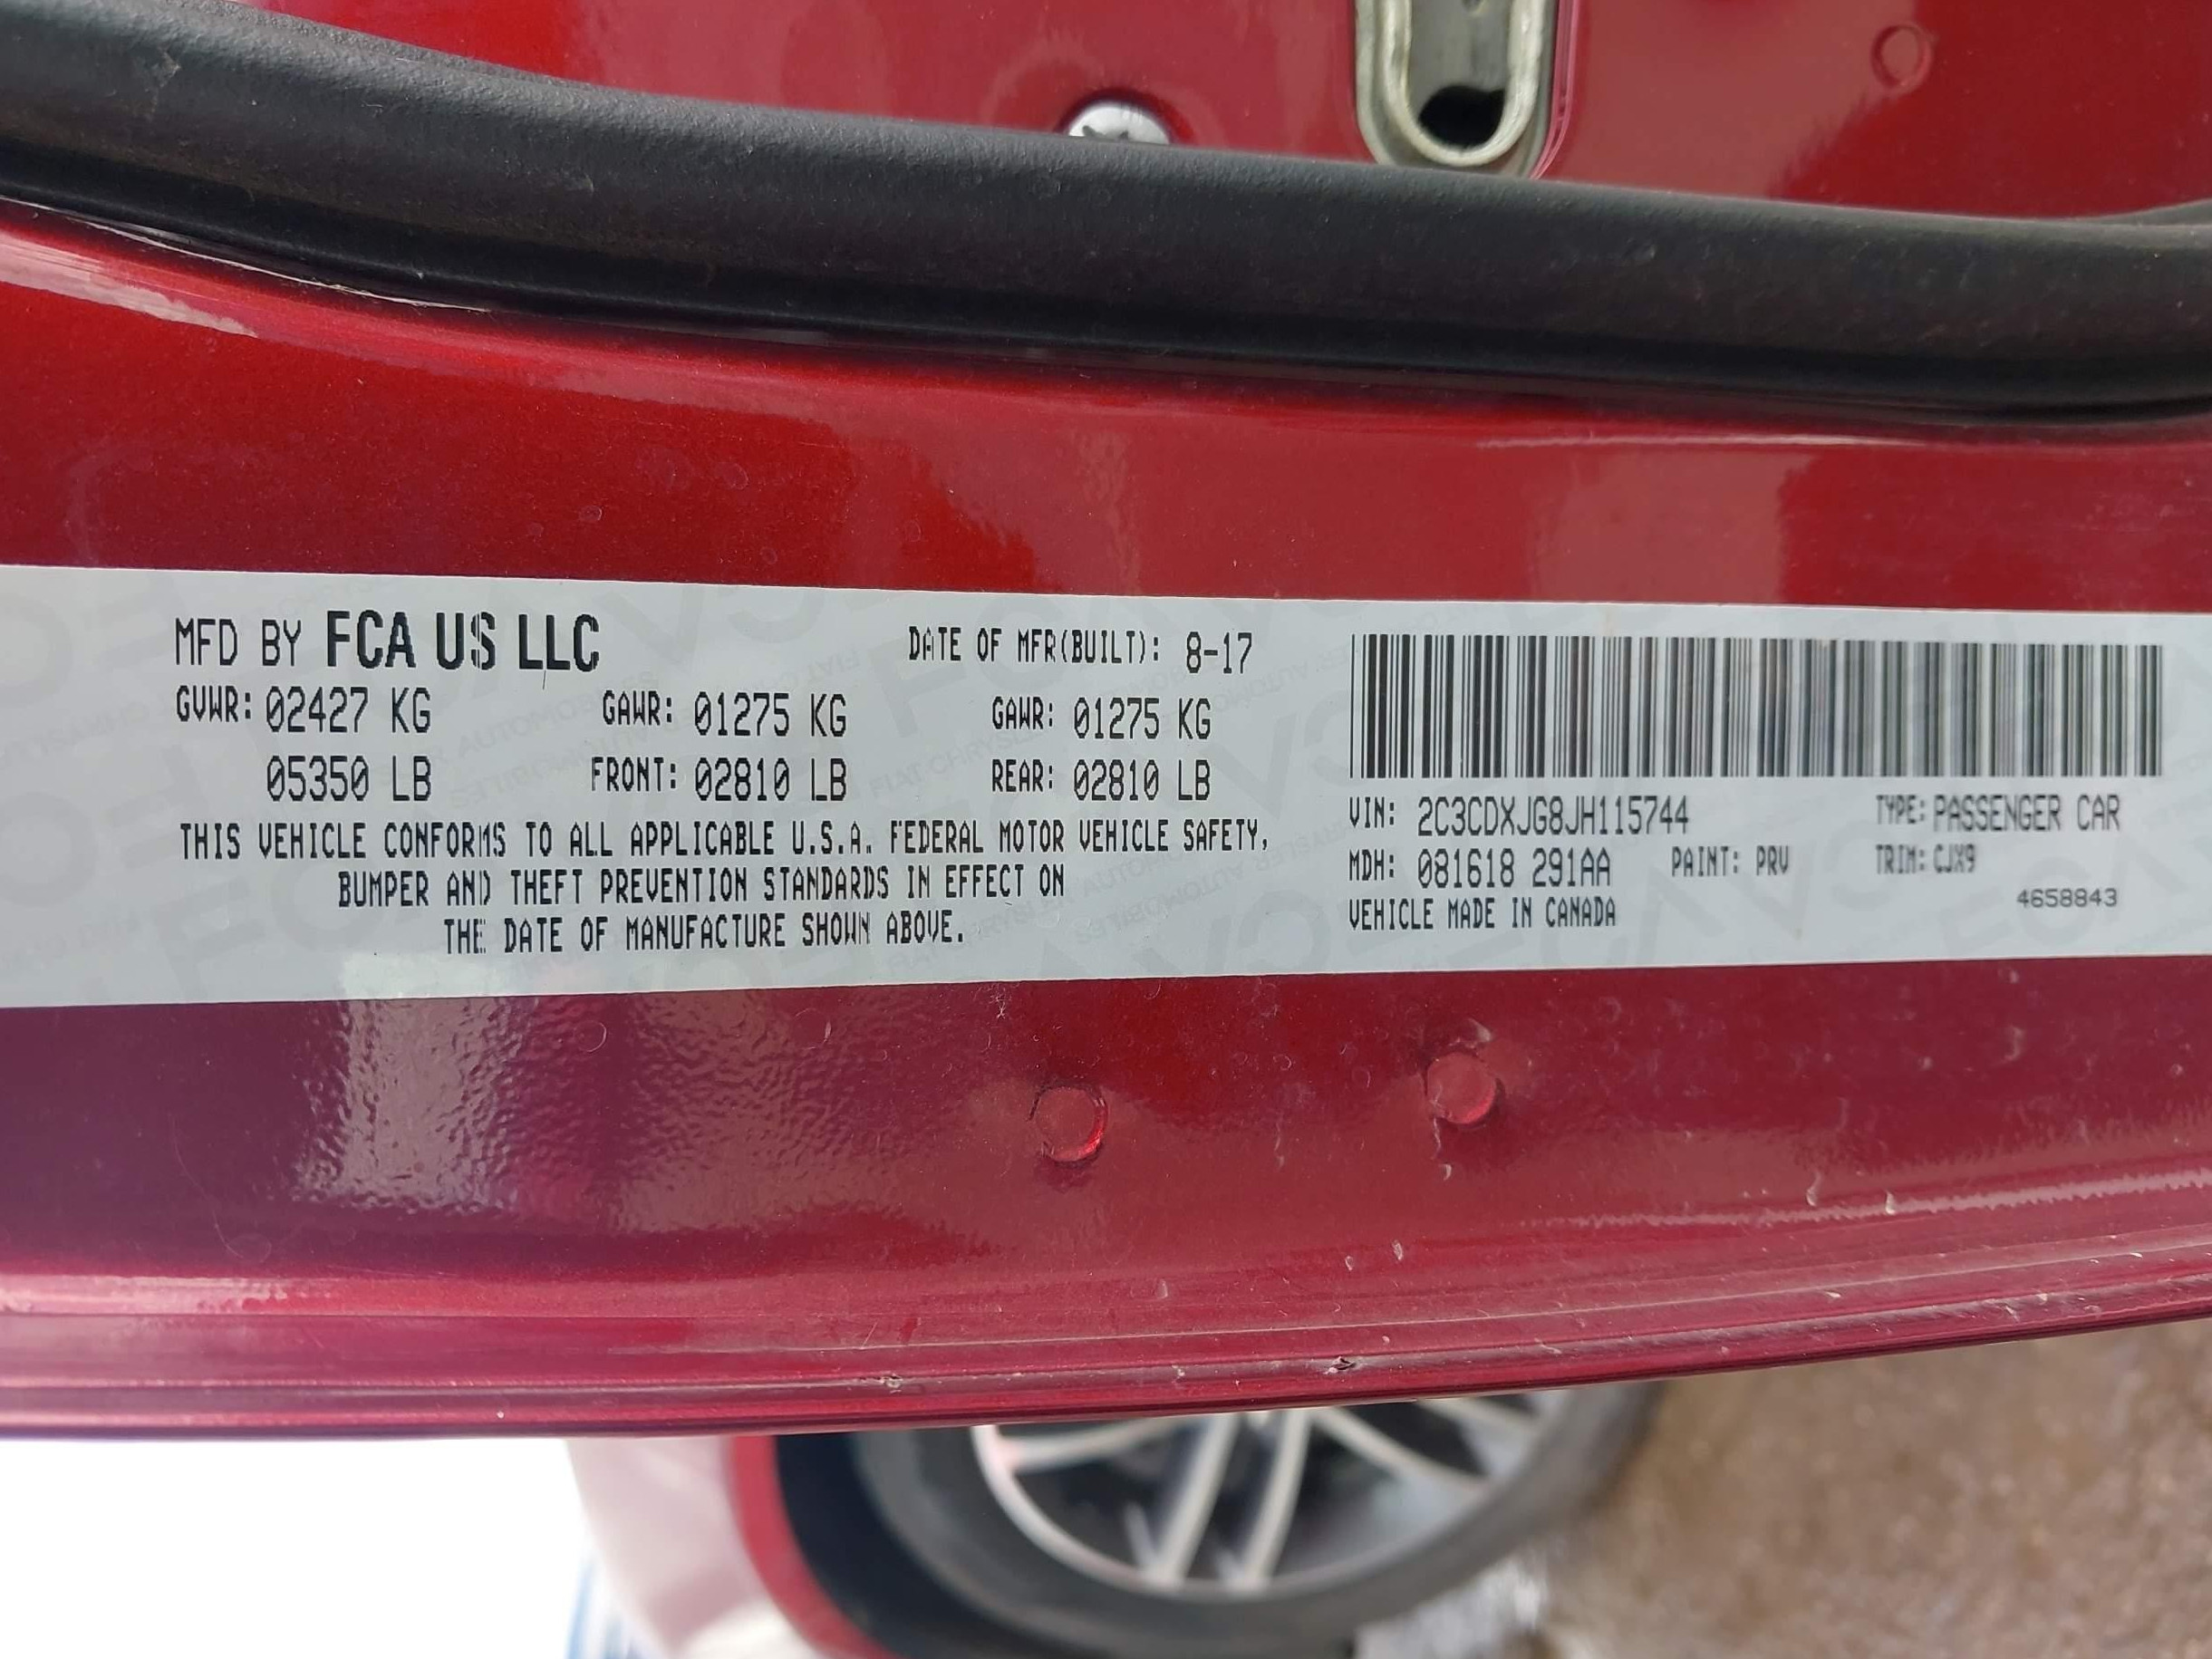 MFD BY FCA US LLC DATE OF MFR(BUILT): 8-17
GVWR: 02427 KG GAWR: 01275 KG GAWR: 01275 KG
05350 LB FRONT: 02810 LB REAR: 02810 LB
THIS VEHICLE CONFORMS TO ALL APPLICABLE U.S.A. FEDERAL MOTOR VEHICLE SAFETY,
BUMPER AND THEFT PREVENTION STANDARDS IN EFFECT ON
THE DATE OF MANUFACTURE SHOWN ABOVE.
VIN: 2C3CDXJG8JH115744 TYPE: PASSENGER CAR
MDH: 081618 291AA PAINT: PRV TRIM: CJX9
VEHICLE MADE IN CANADA 4658843